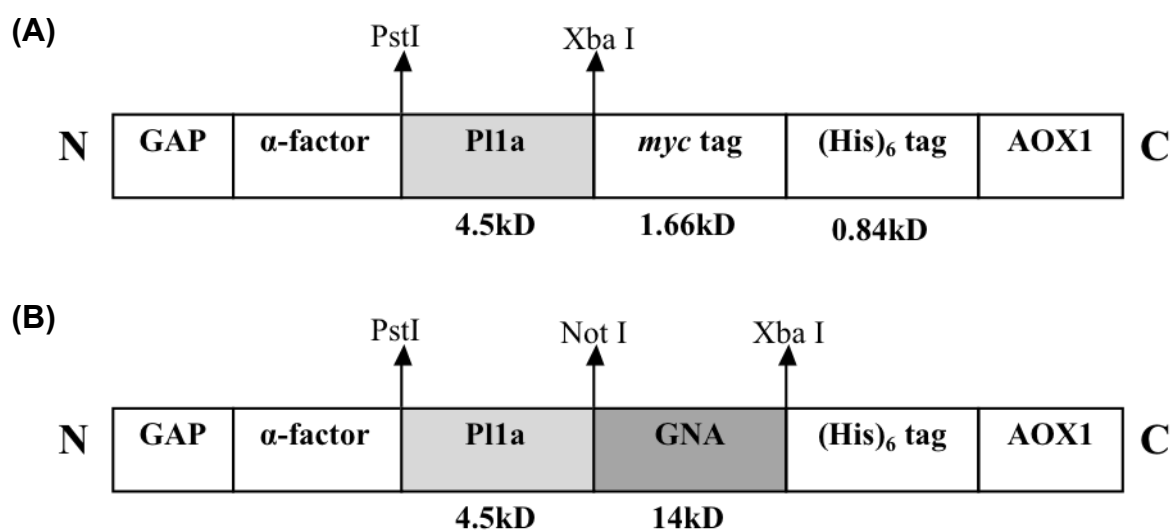 (A)
PstI Xba I
N GAP α-factor Pl1a myc tag (His)₆ tag AOX1 C
4.5kD 1.66kD 0.84kD
(B)
PstI Not I Xba I
N GAP α-factor Pl1a GNA (His)₆ tag AOX1 C
4.5kD 14kD